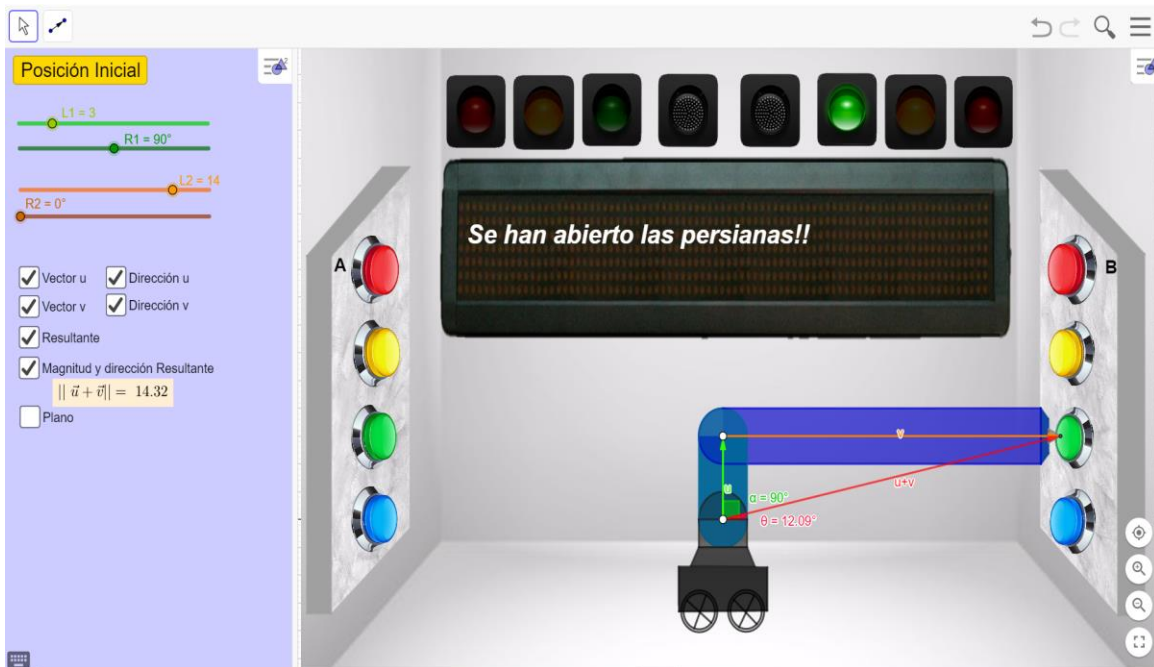 Posición Inicial
L1 = 3
R1 = 90°
L2 = 14
R2 = 0°
Vector u
Dirección u
Vector v
Dirección v
Resultante
Magnitud y dirección Resultante
|| u⃗ + v⃗|| = 14.32
Plano
Se han abierto las persianas!!
A
B
v
u
u+v
α = 90°
θ = 12.09°